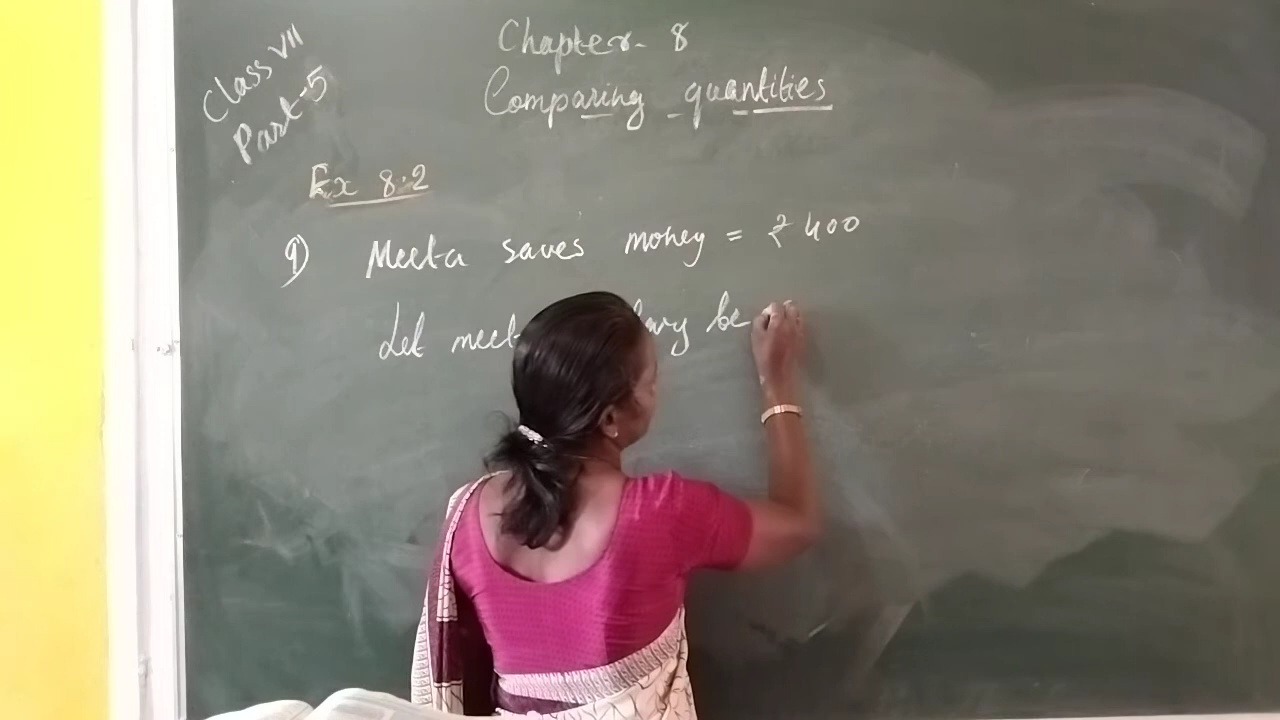 Class VII
Part-5
Chapter- 8
Comparing quantities
Ex 8.2
9) Meeta saves money = ₹ 400
Let be